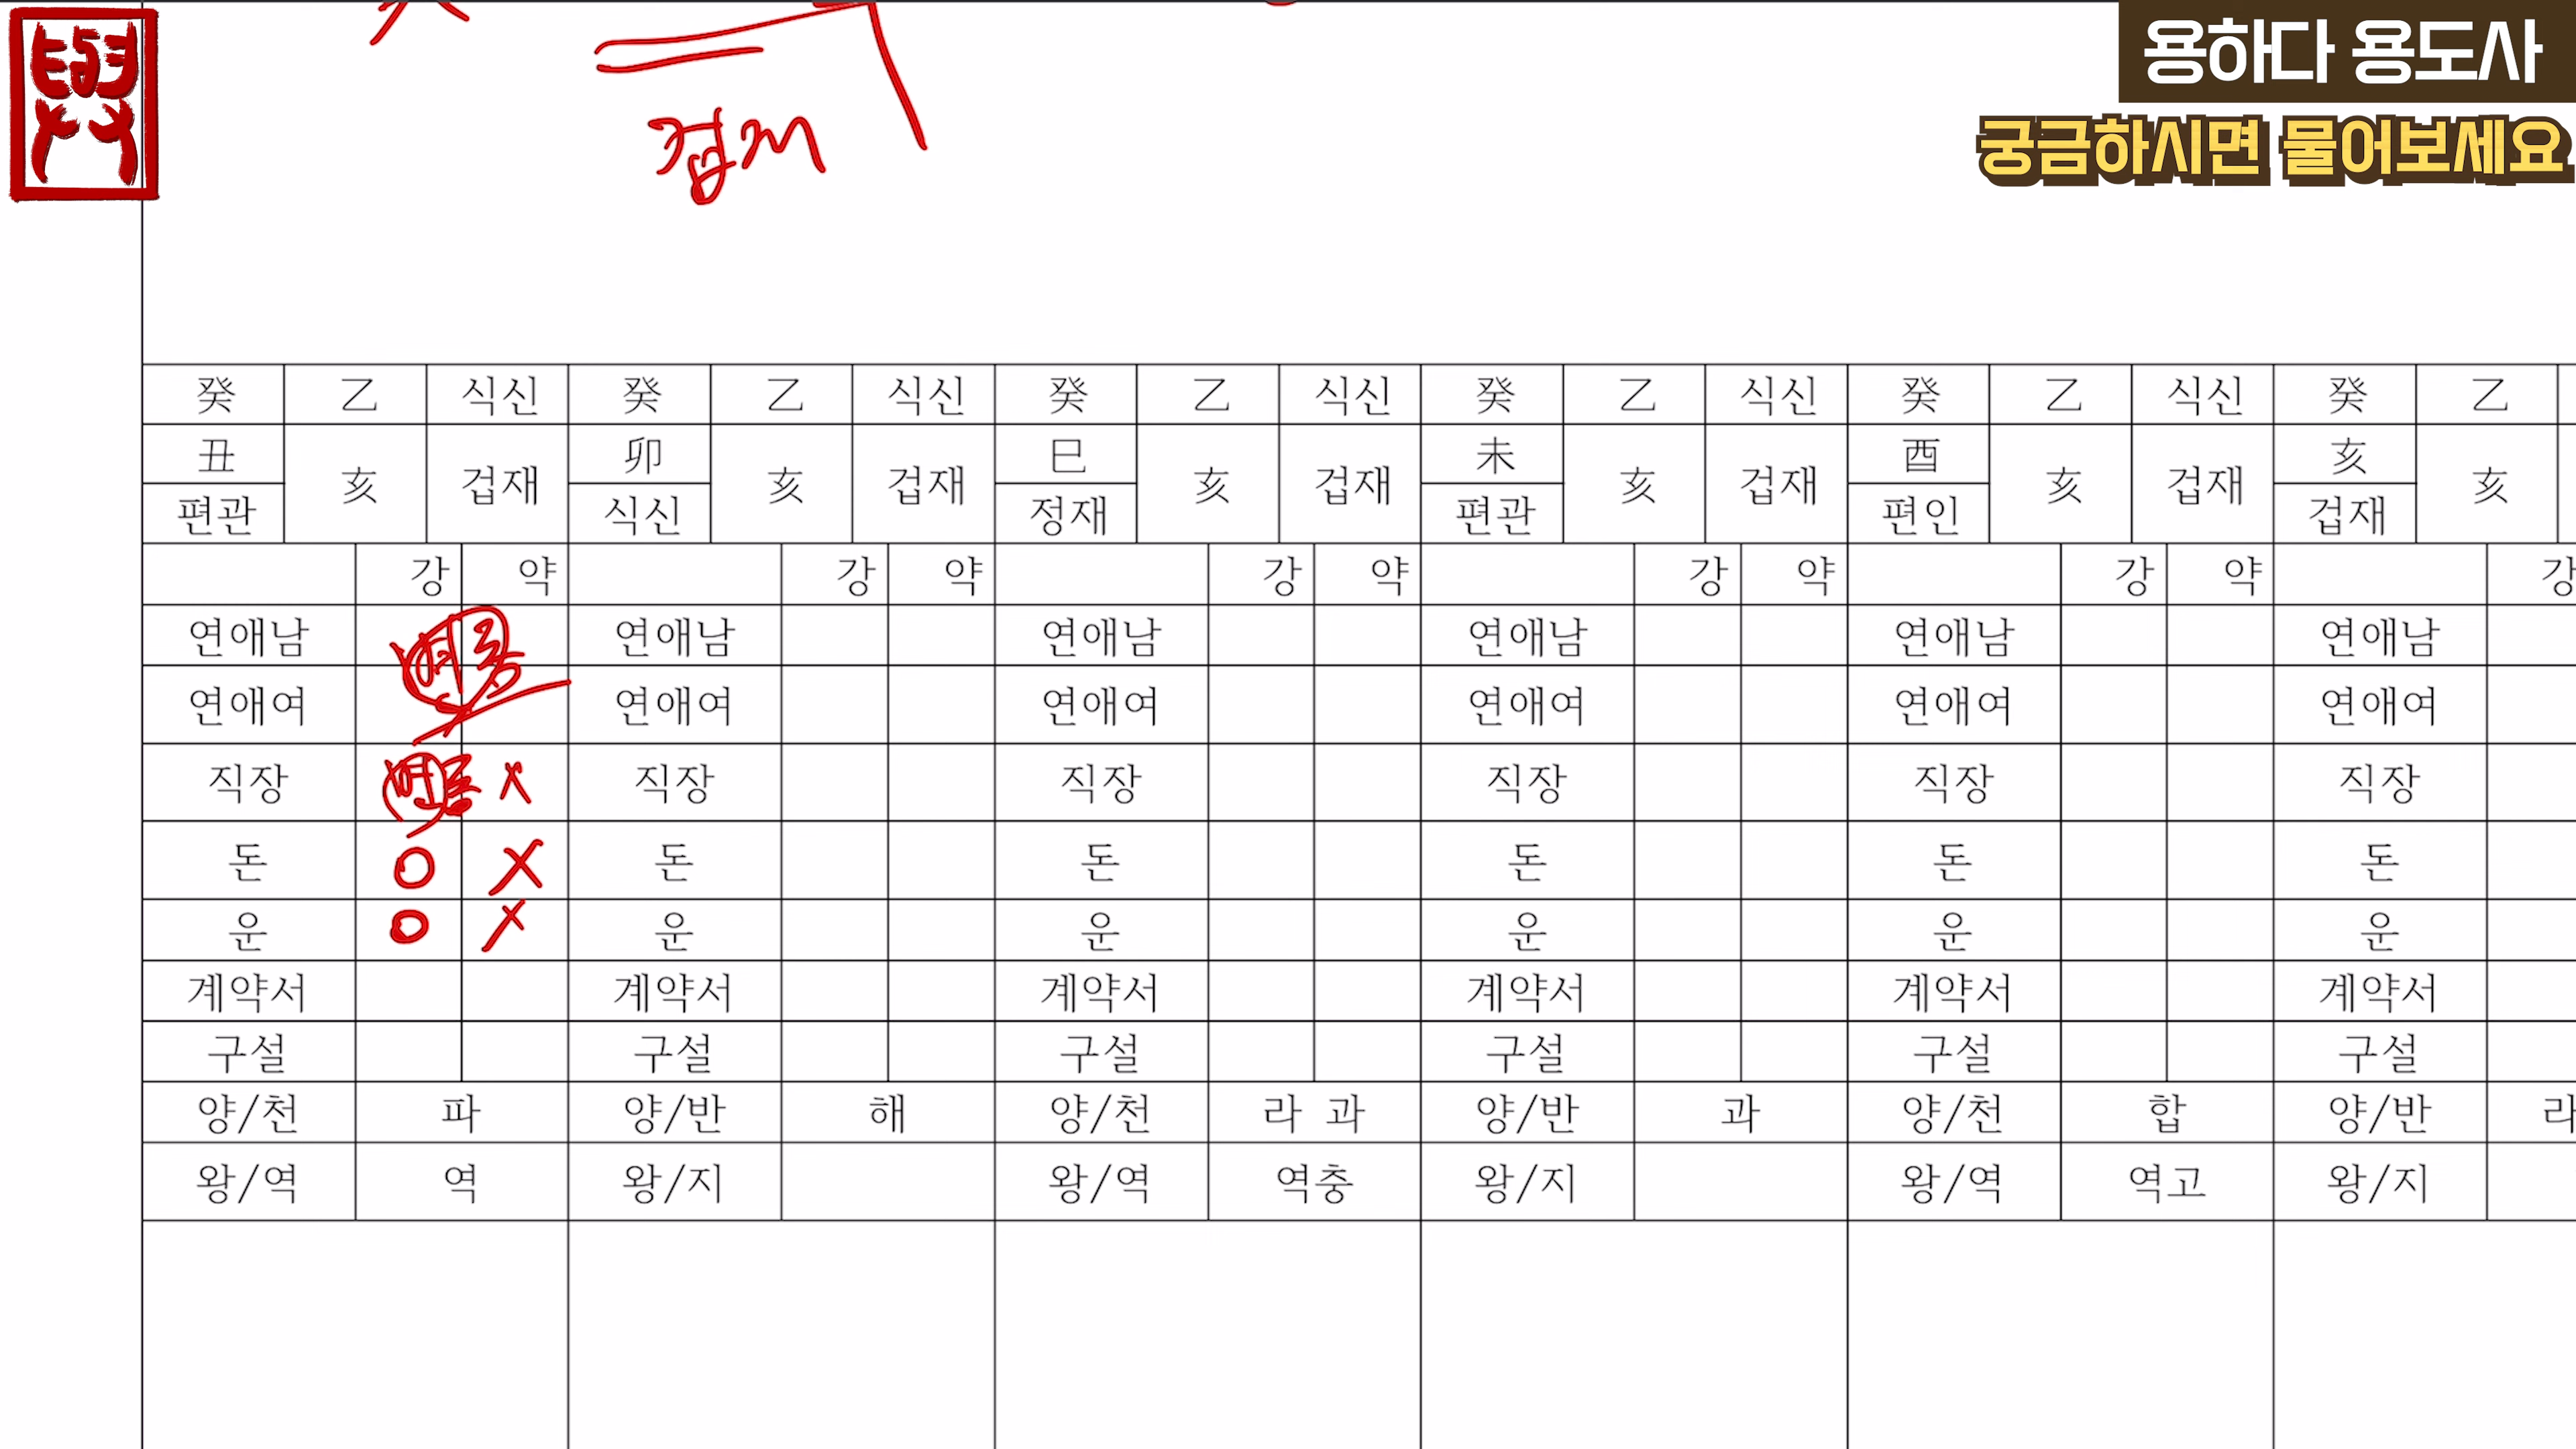 용하다 용도사
궁금하시면 물어보세요
겁재
癸 乙 식신 癸 乙 식신 癸 乙 식신 癸 乙 식신 癸 乙 식신 癸 乙
丑 亥 겁재 卯 亥 겁재 巳 亥 겁재 未 亥 겁재 酉 亥 겁재 亥 亥
편관 식신 정재 편관 편인 겁재
강 약 강 약 강 약 강 약 강 약 강
연애남 변동 연애남 연애남 연애남 연애남 연애남
연애여 연애여 연애여 연애여 연애여 연애여
직장 변동 X 직장 직장 직장 직장 직장
돈 O X 돈 돈 돈 돈 돈
운 O X 운 운 운 운 운
계약서 계약서 계약서 계약서 계약서 계약서
구설 구설 구설 구설 구설 구설
양/천 파 양/반 해 양/천 라 과 양/반 과 양/천 합 양/반 라
왕/역 역 왕/지 왕/역 역충 왕/지 왕/역 역고 왕/지